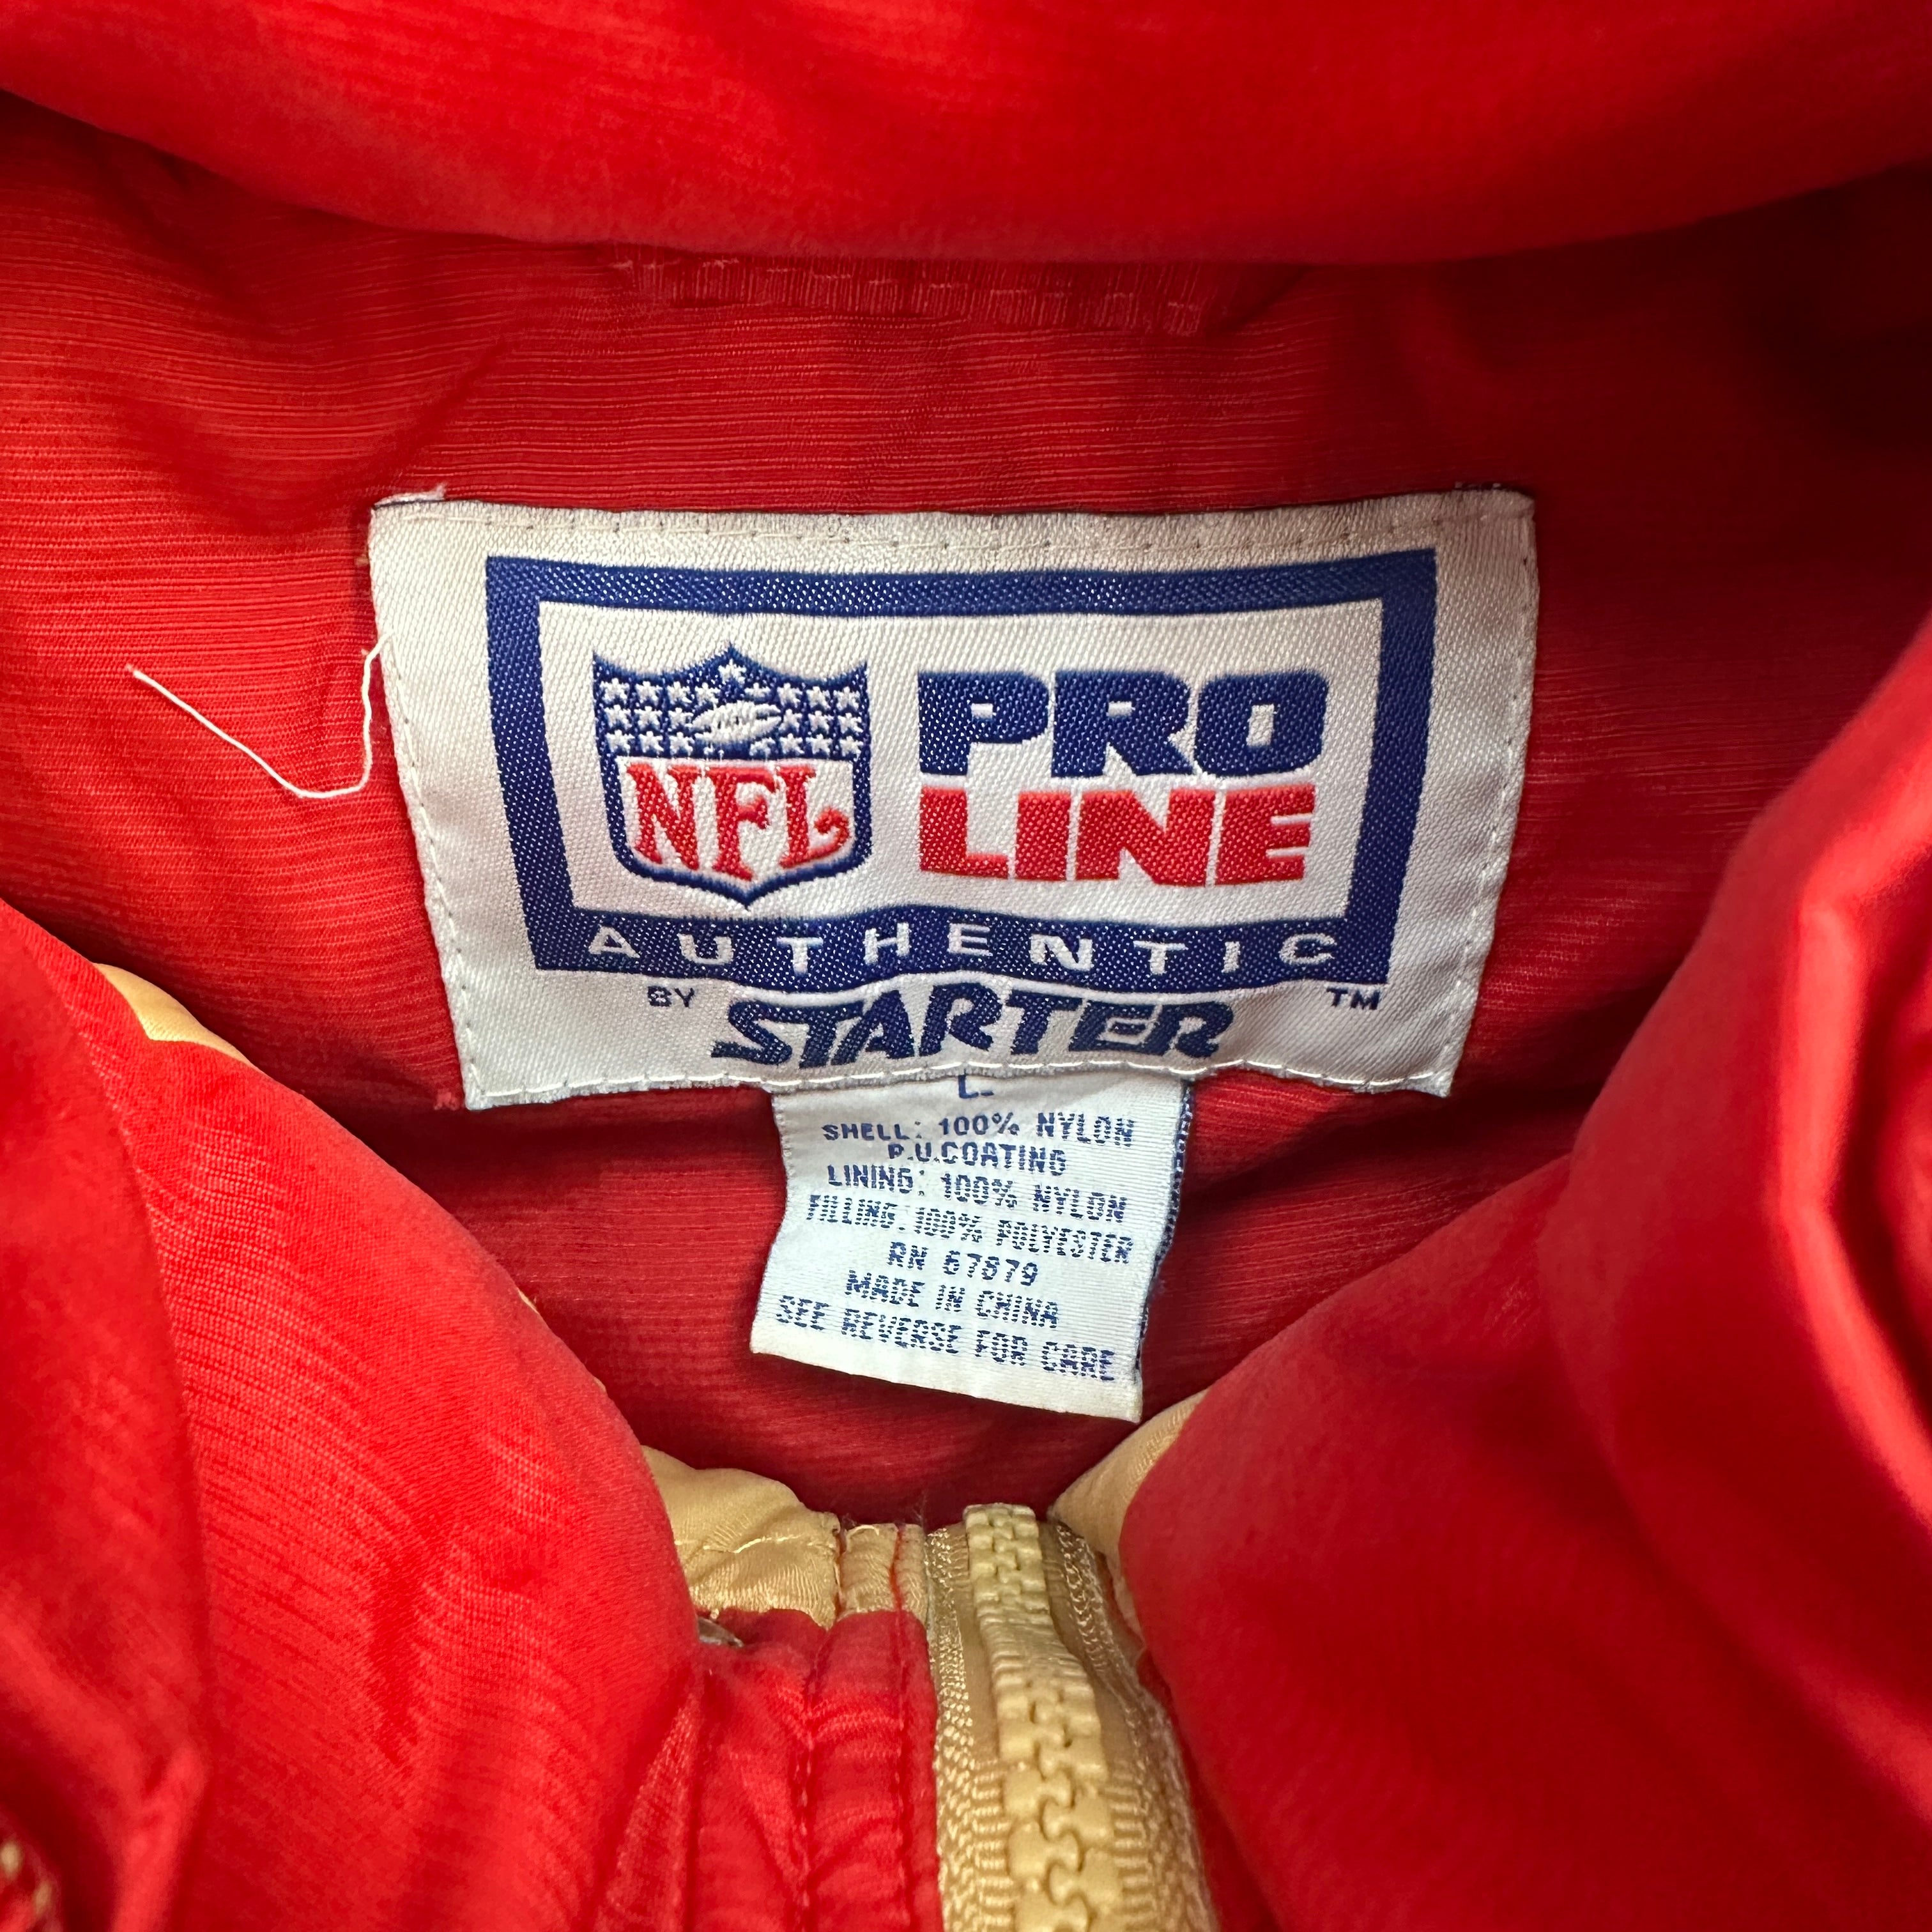 NFL
PRO
LINE
AUTHENTIC
BY STARTER TM
L
SHELL: 100% NYLON
P.U.COATING
LINING: 100% NYLON
FILLING: 100% POLYESTER
RN 67879
MADE IN CHINA
SEE REVERSE FOR CARE